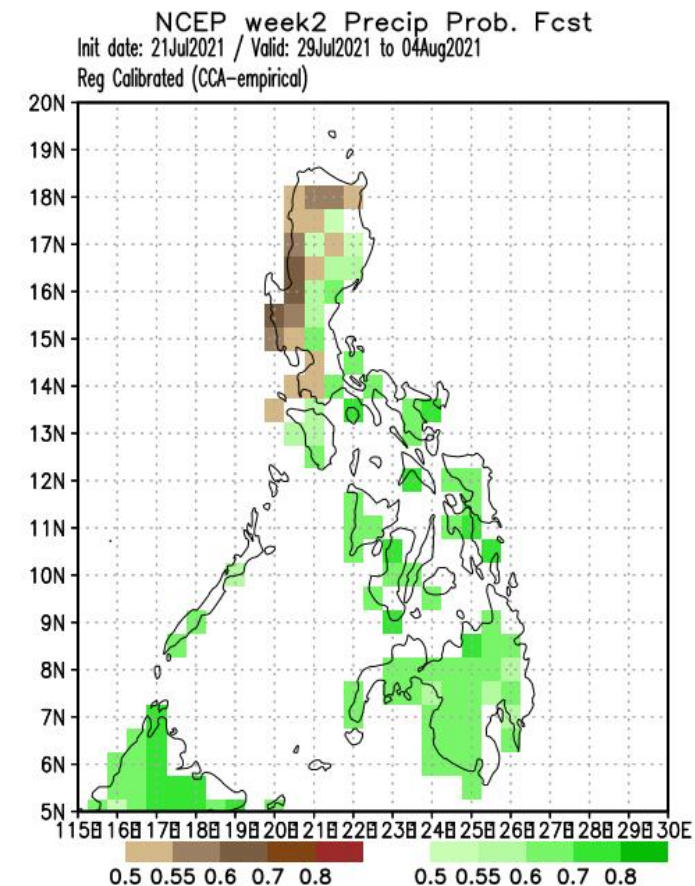 NCEP week2 Precip Prob. Fcst
Init date: 21Jul2021 / Valid: 29Jul2021 to 04Aug2021
Reg Calibrated (CCA-empirical)
20N
19N
18N
17N
16N
15N
14N
13N
12N
11N
10N
9N
8N
7N
6N
5N
115E 116E 117E 118E 119E 120E 121E 122E 123E 124E 125E 126E 127E 128E 129E 130E
0.5 0.55 0.6 0.7 0.8 0.5 0.55 0.6 0.7 0.8